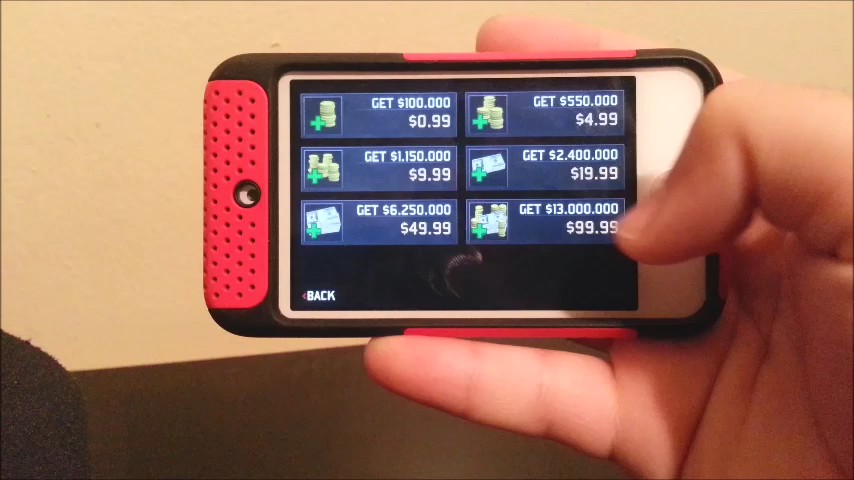 GET $100.000
$0.99
GET $550.000
$4.99
GET $1.150.000
$9.99
GET $2.400.000
$19.99
GET $6.250.000
$49.99
GET $13.000.000
$99.99
‹BACK